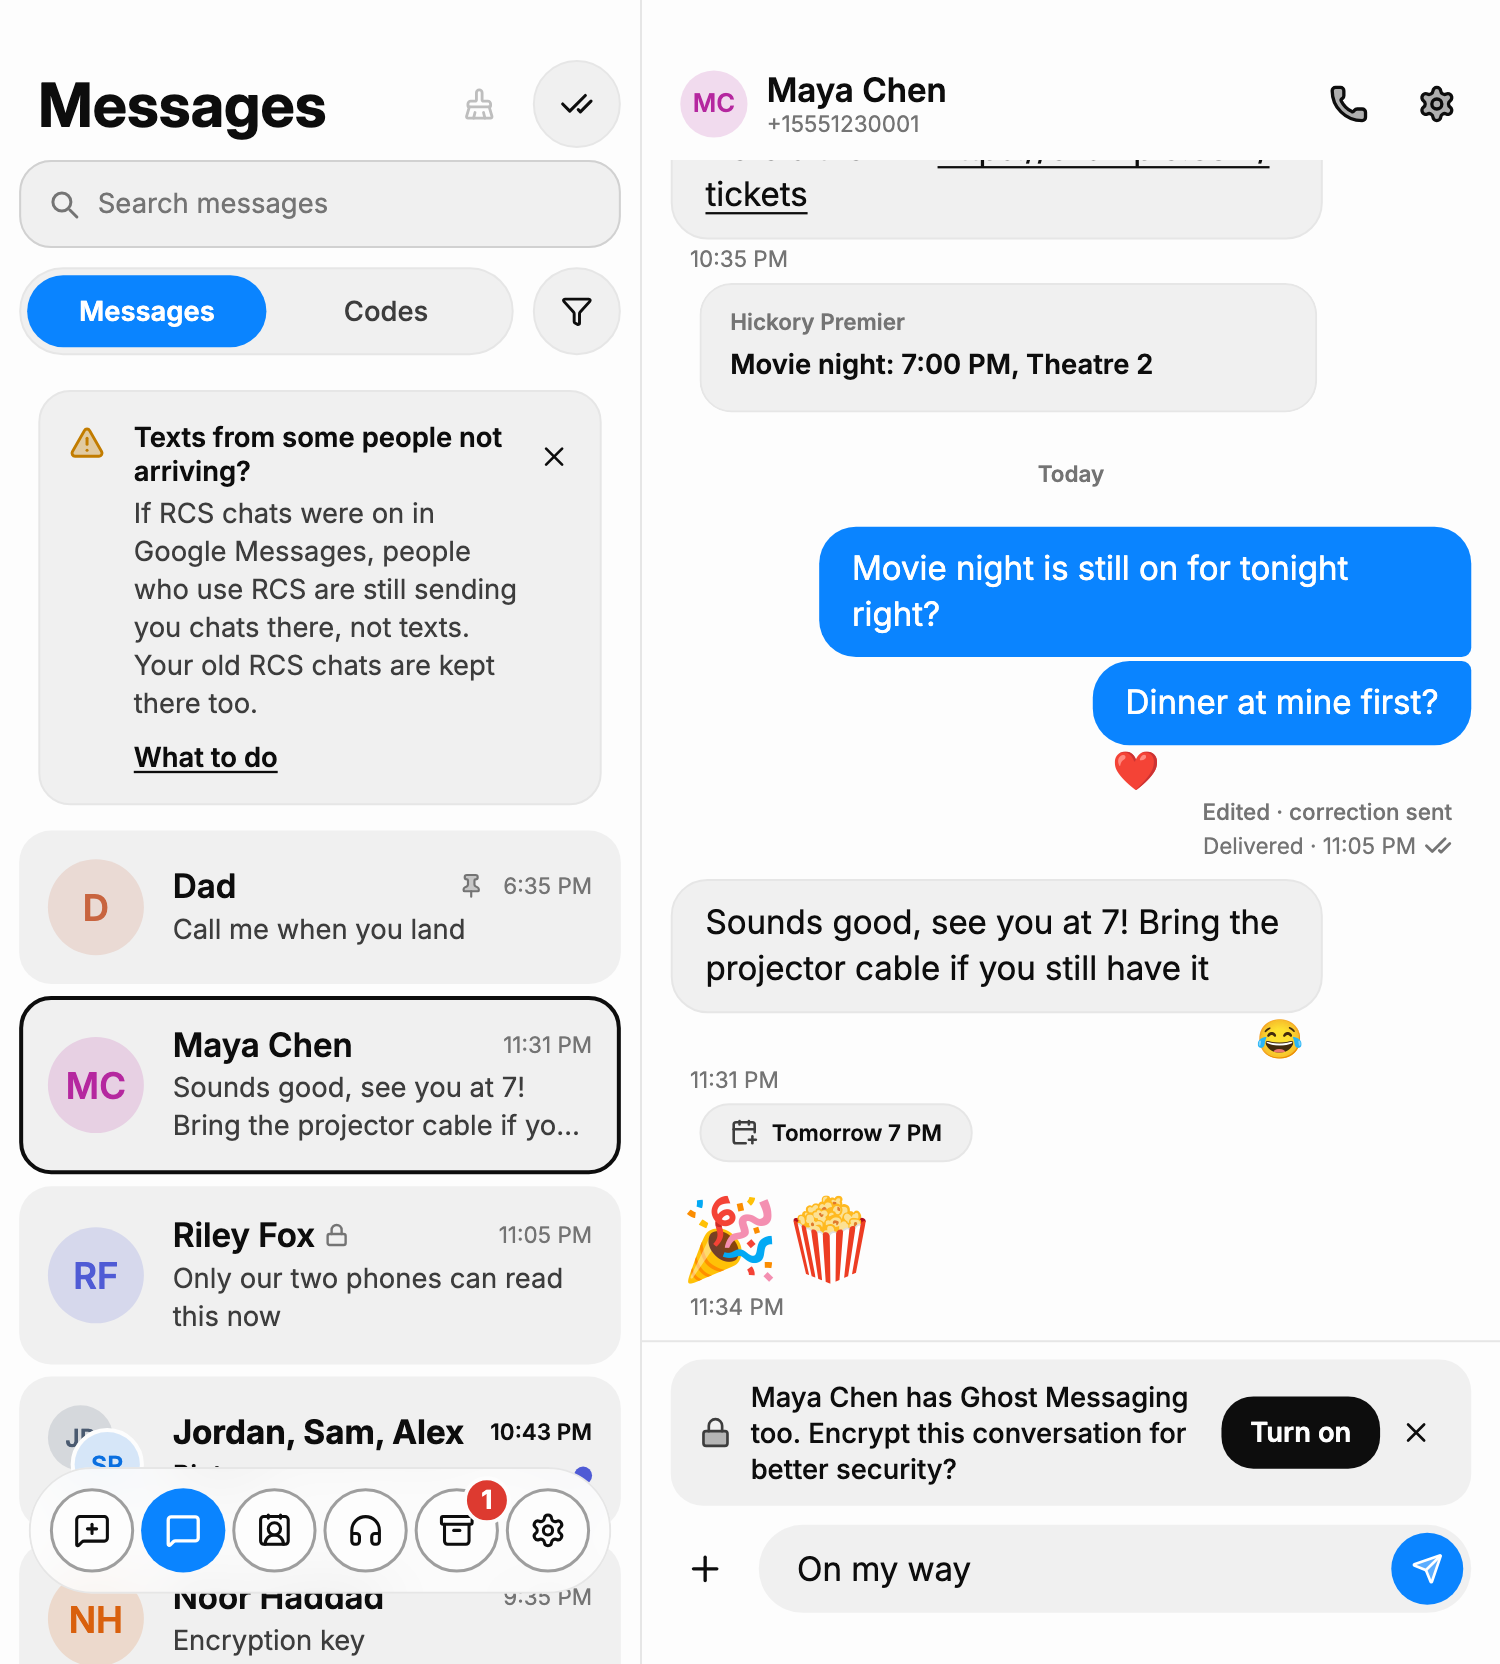 Messages
Search messages
Messages
Codes
Texts from some people not
arriving?
If RCS chats were on in
Google Messages, people
who use RCS are still sending
you chats there, not texts.
Your old RCS chats are kept
there too.
What to do
D
Dad
6:35 PM
Call me when you land
MC
Maya Chen
11:31 PM
Sounds good, see you at 7!
Bring the projector cable if yo...
RF
Riley Fox
11:05 PM
Only our two phones can read
this now
Jordan, Sam, Alex
10:43 PM
SP
1
NH
Noor Haddad
9:35 PM
Encryption key
MC
Maya Chen
+15551230001
tickets
10:35 PM
Hickory Premier
Movie night: 7:00 PM, Theatre 2
Today
Movie night is still on for tonight
right?
Dinner at mine first?
Edited · correction sent
Delivered · 11:05 PM
Sounds good, see you at 7! Bring the
projector cable if you still have it
11:31 PM
Tomorrow 7 PM
11:34 PM
Maya Chen has Ghost Messaging
too. Encrypt this conversation for
better security?
Turn on
On my way